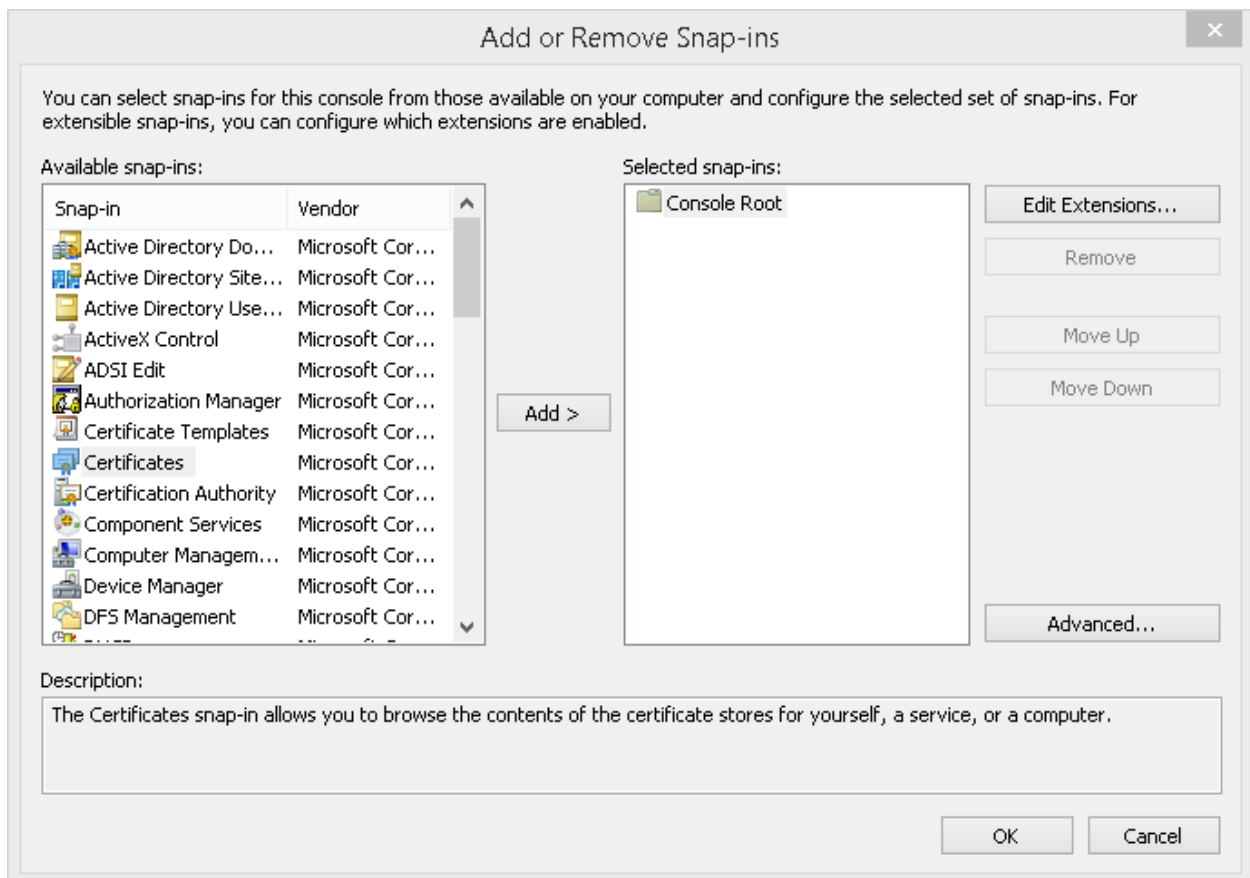 Add or Remove Snap-ins
You can select snap-ins for this console from those available on your computer and configure the selected set of snap-ins. For
extensible snap-ins, you can configure which extensions are enabled.
Available snap-ins:
Snap-in Vendor
Active Directory Do... Microsoft Cor...
Active Directory Site... Microsoft Cor...
Active Directory Use... Microsoft Cor...
ActiveX Control Microsoft Cor...
ADSI Edit Microsoft Cor...
Authorization Manager Microsoft Cor...
Certificate Templates Microsoft Cor...
Certificates Microsoft Cor...
Certification Authority Microsoft Cor...
Component Services Microsoft Cor...
Computer Managem... Microsoft Cor...
Device Manager Microsoft Cor...
DFS Management Microsoft Cor...
Add >
Selected snap-ins:
Console Root
Edit Extensions...
Remove
Move Up
Move Down
Advanced...
Description:
The Certificates snap-in allows you to browse the contents of the certificate stores for yourself, a service, or a computer.
OK
Cancel